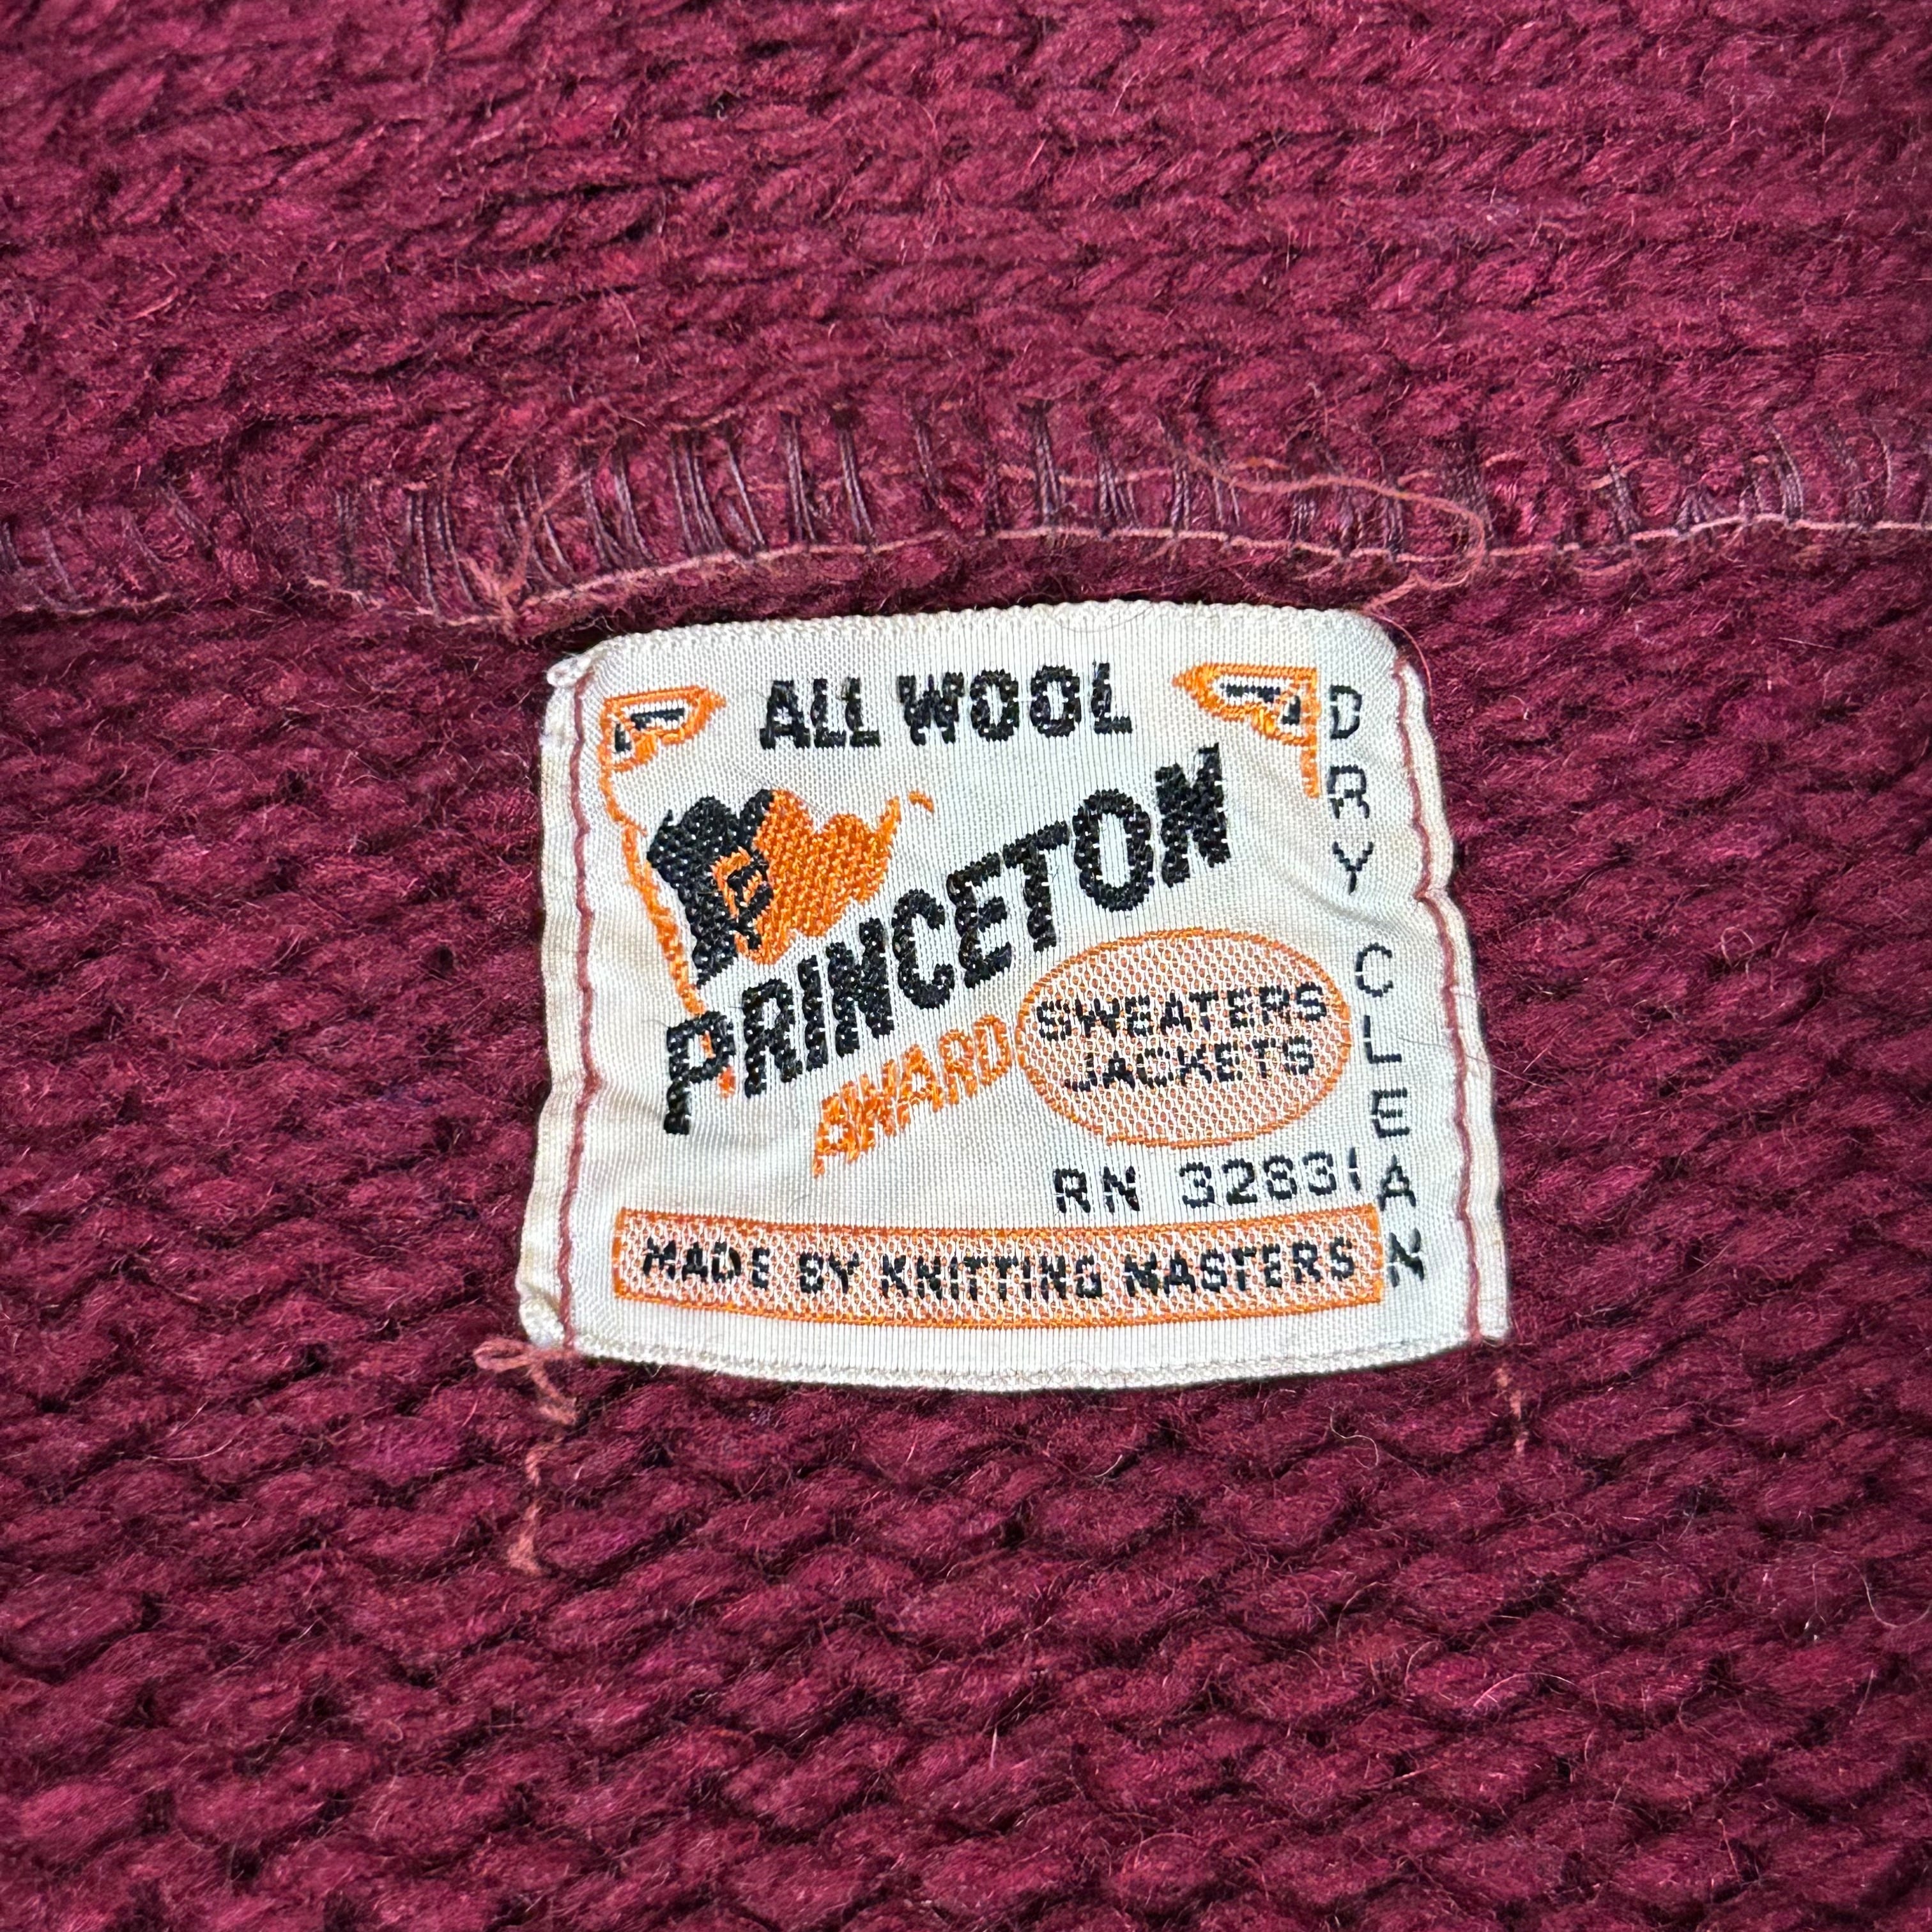 ALL WOOL
PRINCETON
AWARD
SWEATERS
JACKETS
DRY CLEAN
RN 32831
MADE BY KNITTING MASTERS